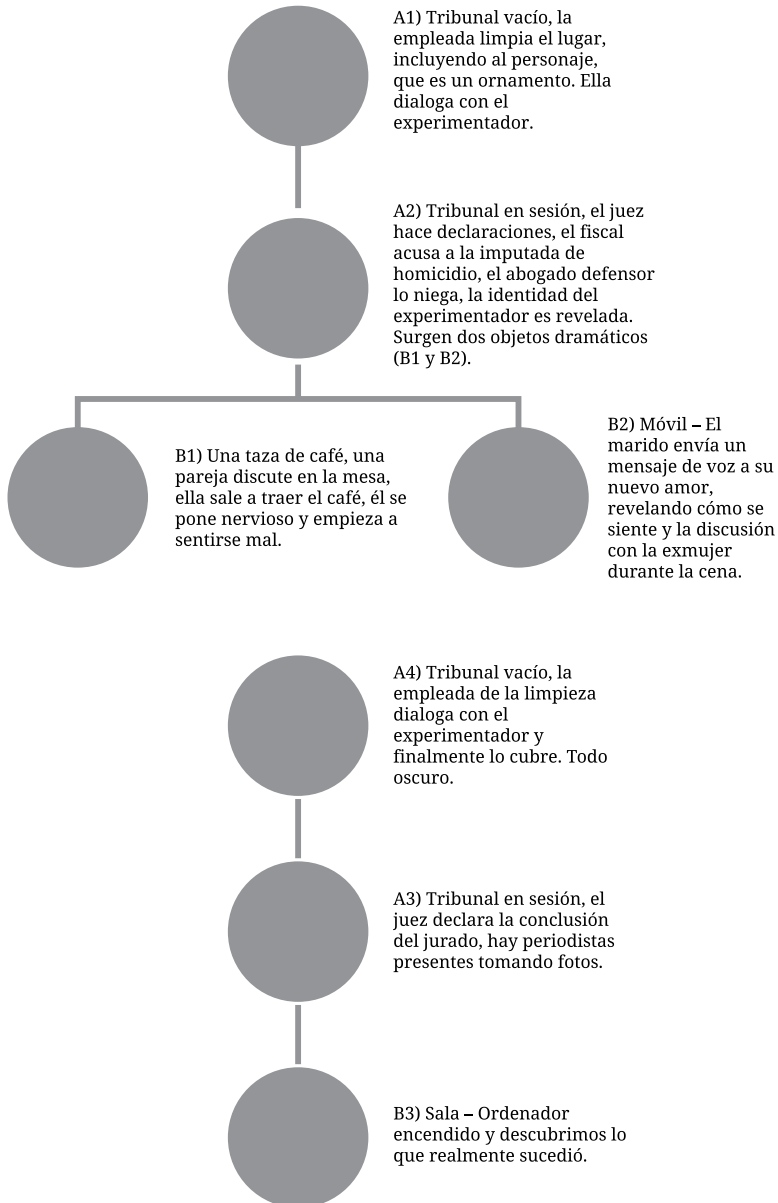 A1) Tribunal vacío, la
empleada limpia el lugar,
incluyendo al personaje,
que es un ornamento. Ella
dialoga con el
experimentador.
A2) Tribunal en sesión, el juez
hace declaraciones, el fiscal
acusa a la imputada de
homicidio, el abogado defensor
lo niega, la identidad del
experimentador es revelada.
Surgen dos objetos dramáticos
(B1 y B2).
B1) Una taza de café, una
pareja discute en la mesa,
ella sale a traer el café, él se
pone nervioso y empieza a
sentirse mal.
B2) Móvil – El
marido envía un
mensaje de voz a su
nuevo amor,
revelando cómo se
siente y la discusión
con la exmujer
durante la cena.
A4) Tribunal vacío, la
empleada de la limpieza
dialoga con el
experimentador y
finalmente lo cubre. Todo
oscuro.
A3) Tribunal en sesión, el
juez declara la conclusión
del jurado, hay periodistas
presentes tomando fotos.
B3) Sala – Ordenador
encendido y descubrimos lo
que realmente sucedió.